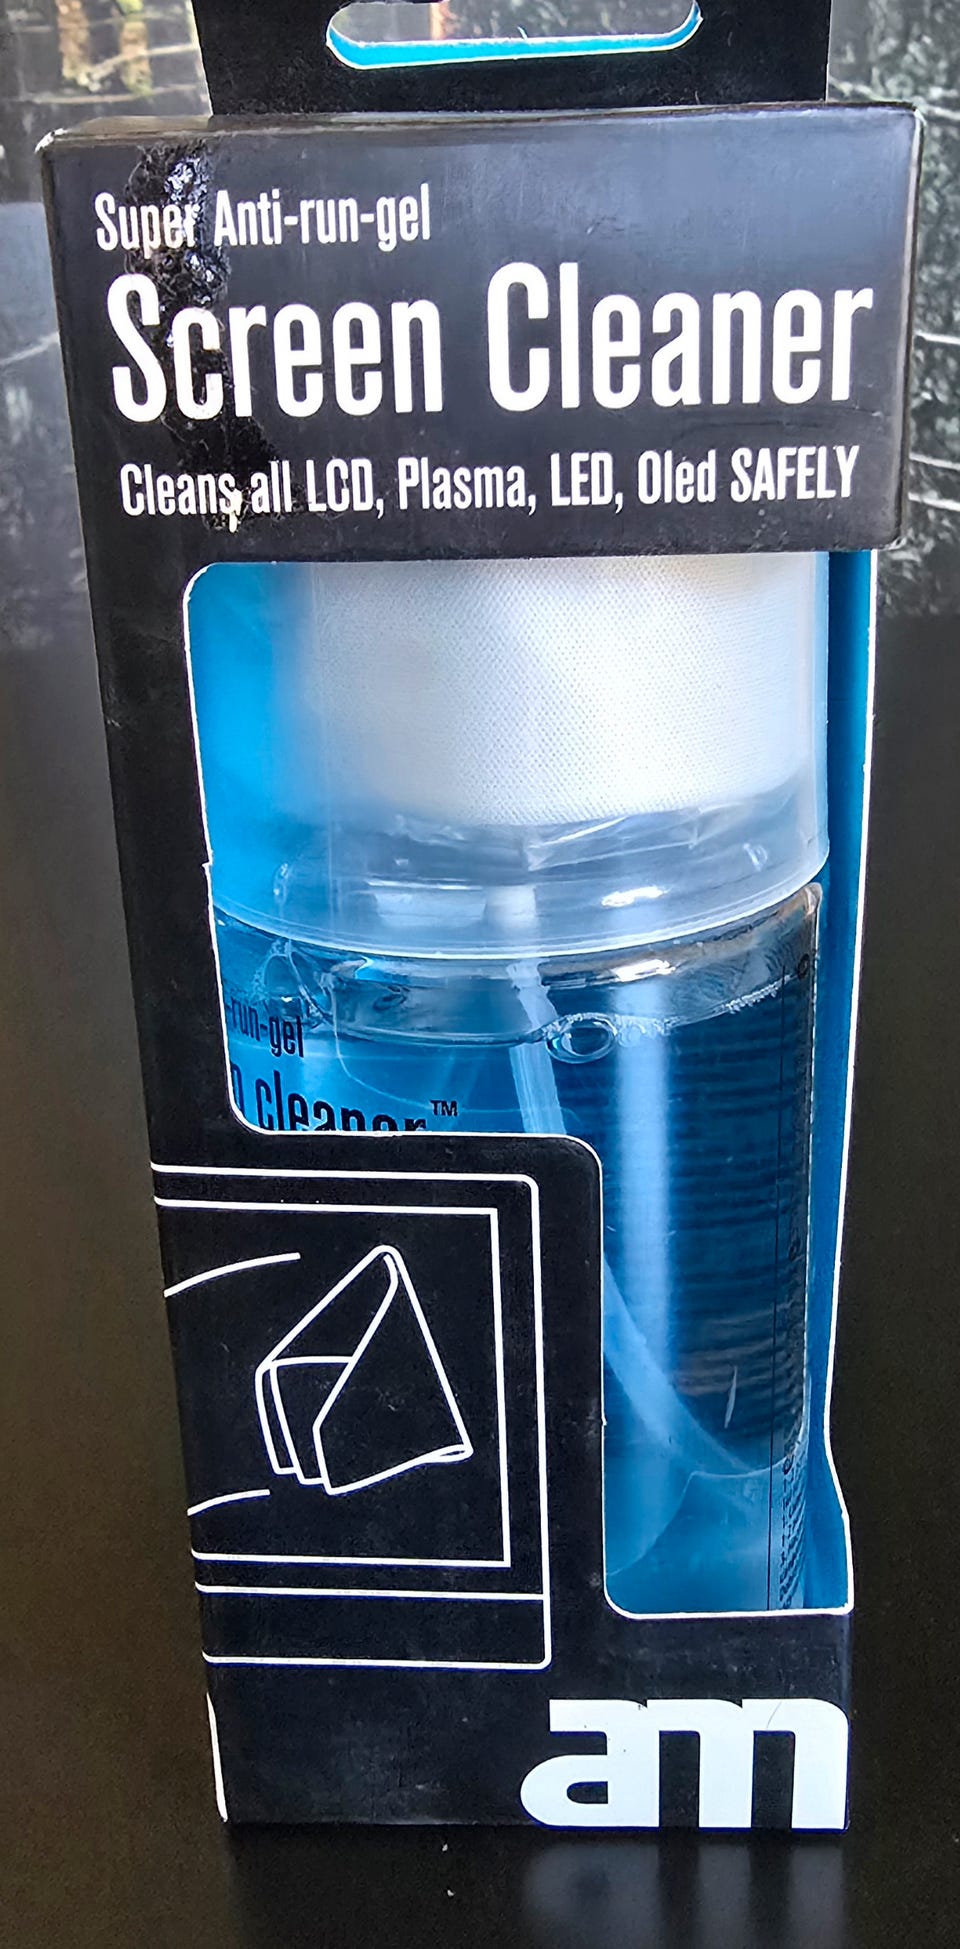 Super Anti-run-gel
Screen Cleaner
Cleans all LCD, Plasma, LED, Oled SAFELY
-run-gel
cleaner™
am